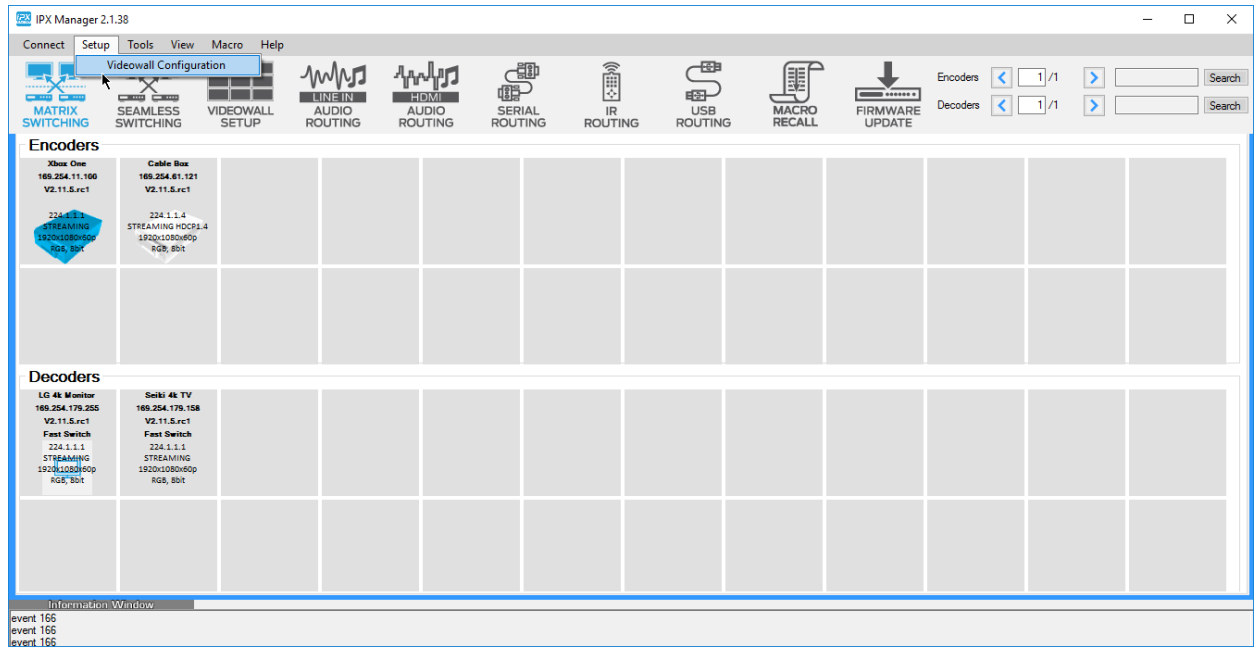 IPX IPX Manager 2.1.38
Connect Setup Tools View Macro Help
Videowall Configuration
MATRIX SWITCHING
SEAMLESS SWITCHING
VIDEOWALL SETUP
LINE IN
AUDIO ROUTING
HDMI
AUDIO ROUTING
SERIAL ROUTING
IR ROUTING
USB ROUTING
MACRO RECALL
FIRMWARE UPDATE
Encoders 1 /1 Search
Decoders 1 /1 Search
Encoders
Xbox One
169.254.11.100
V2.11.5.rc1
224.1.1.1
STREAMING
1920x1080x60p
RGB, 8bit
Cable Box
169.254.61.121
V2.11.5.rc1
224.1.1.4
STREAMING HDCP1.4
1920x1080x60p
RGB, 8bit
Decoders
LG 4k Monitor
169.254.179.255
V2.11.5.rc1
Fast Switch
224.1.1.1
STREAMING
1920x1080x60p
RGB, 8bit
Seiki 4k TV
169.254.179.158
V2.11.5.rc1
Fast Switch
224.1.1.1
STREAMING
1920x1080x60p
RGB, 8bit
Information Window
event 166
event 166
event 166